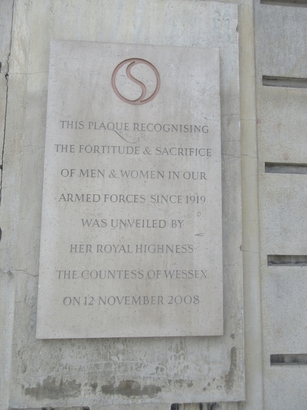 THIS PLAQUE RECOGNISING
THE FORTITUDE & SACRIFICE
OF MEN & WOMEN IN OUR
ARMED FORCES SINCE 1919
WAS UNVEILED BY
HER ROYAL HIGHNESS
THE COUNTESS OF WESSEX
ON 12 NOVEMBER 2008